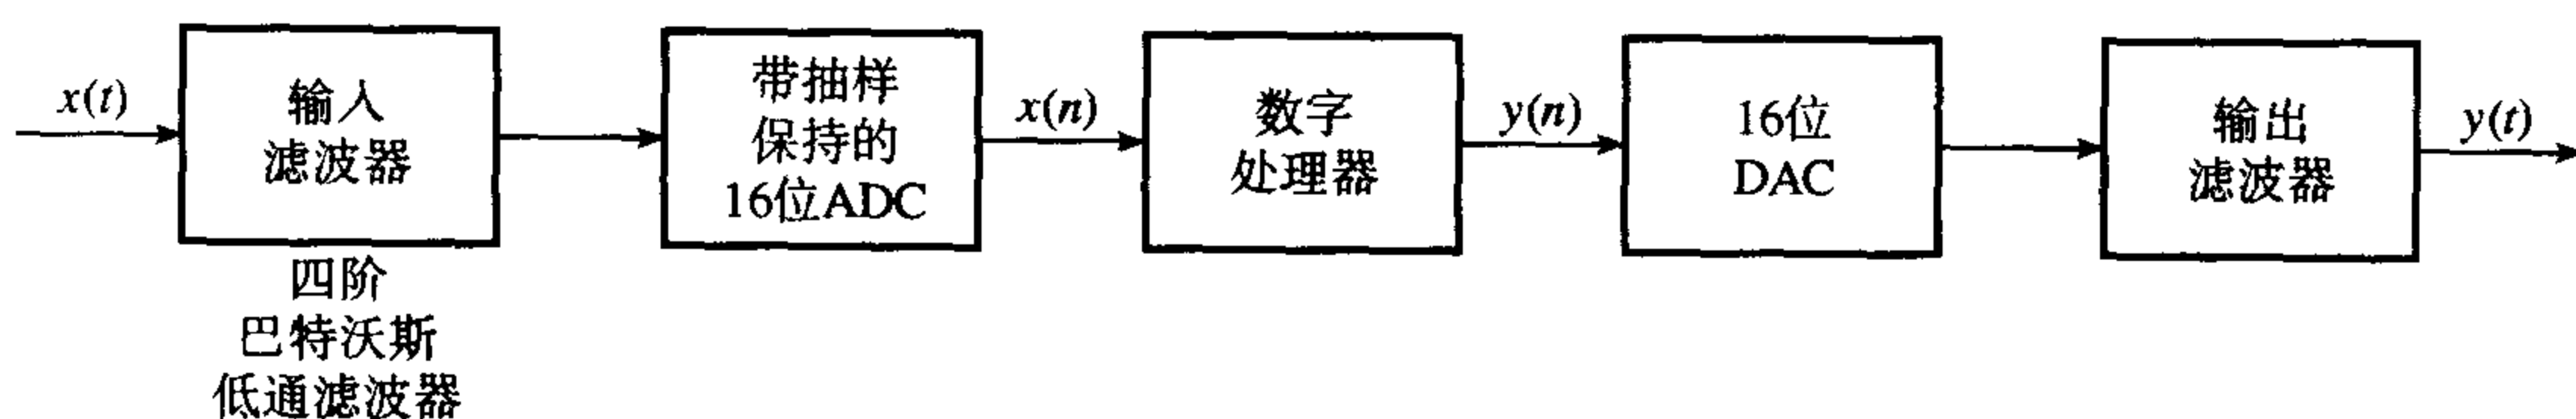 x(t)
输入
滤波器
四阶
巴特沃斯
低通滤波器
带抽样
保持的
16位ADC
x(n)
数字
处理器
y(n)
16位
DAC
输出
滤波器
y(t)